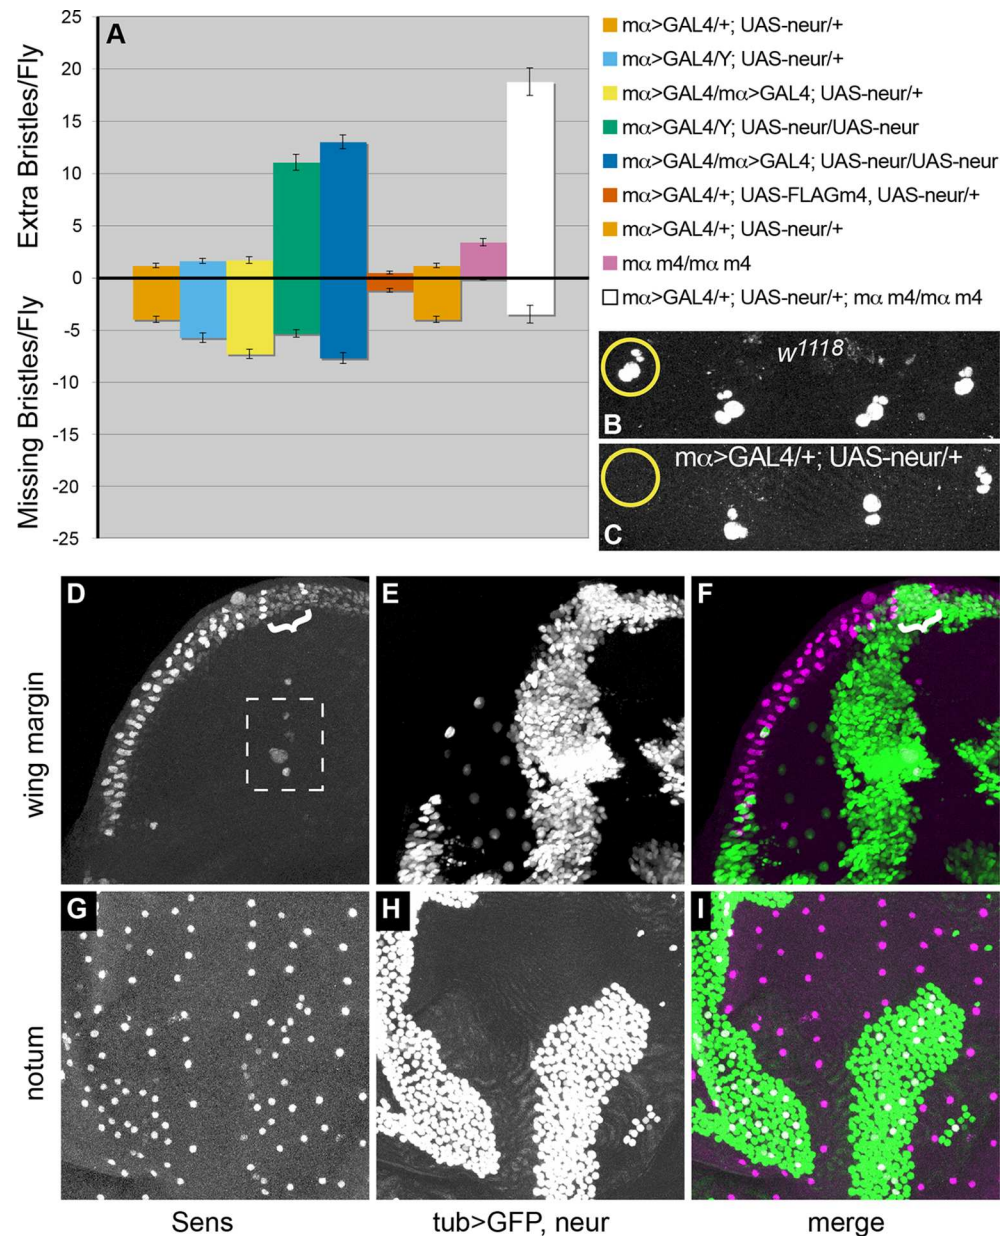 A
Extra Bristles/Fly
Missing Bristles/Fly
25
20
15
10
5
0
-5
-10
-15
-20
-25
mα>GAL4/+; UAS-neur/+
mα>GAL4/Y; UAS-neur/+
mα>GAL4/mα>GAL4; UAS-neur/+
mα>GAL4/Y; UAS-neur/UAS-neur
mα>GAL4/mα>GAL4; UAS-neur/UAS-neur
mα>GAL4/+; UAS-FLAGm4, UAS-neur/+
mα>GAL4/+; UAS-neur/+
mα m4/mα m4
mα>GAL4/+; UAS-neur/+; mα m4/mα m4
w1118
B
mα>GAL4/+; UAS-neur/+
C
wing margin
D
E
F
notum
G
H
I
Sens
tub>GFP, neur
merge